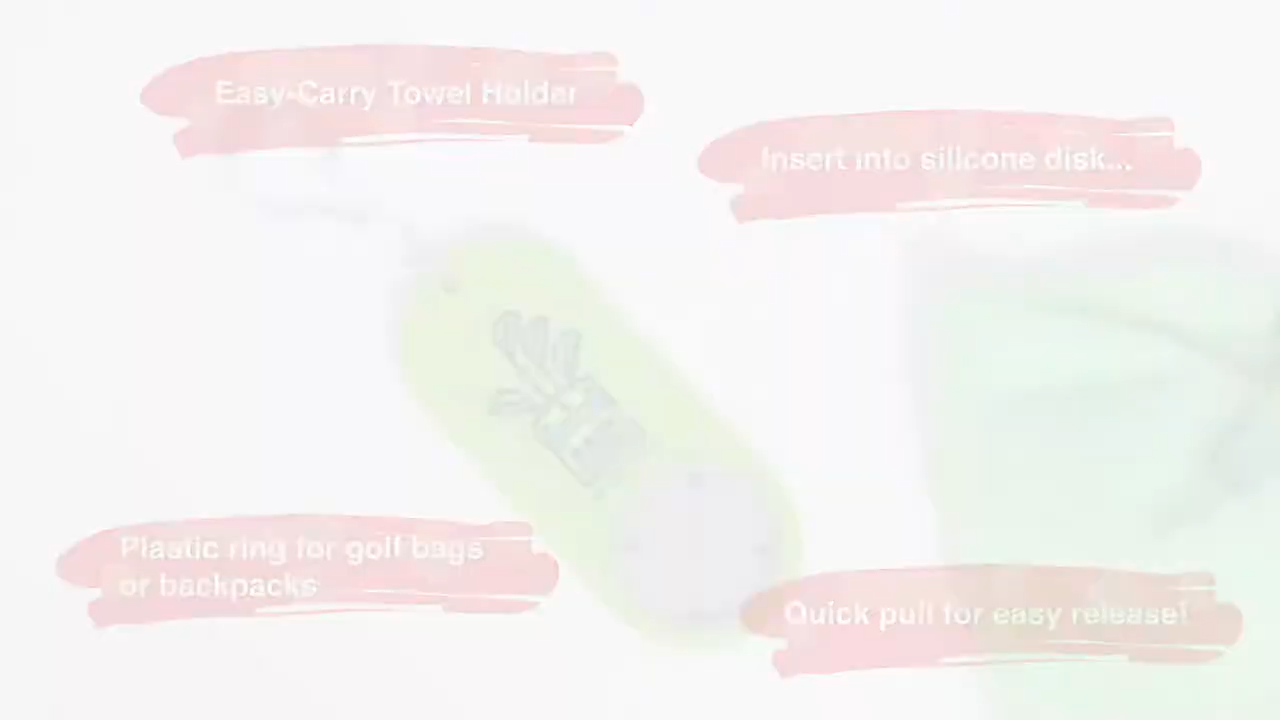 Easy-Carry Towel Holder
Insert into silicone disk...
Plastic ring for golf bags
or backpacks
Quick pull for easy release!